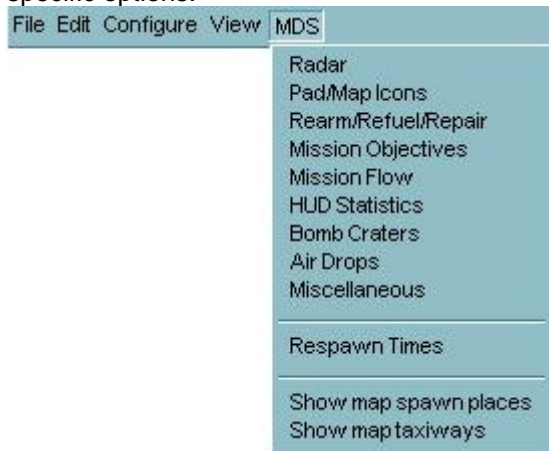 specific options.
File Edit Configure View MDS
Radar
Pad/Map Icons
Rearm/Refuel/Repair
Mission Objectives
Mission Flow
HUD Statistics
Bomb Craters
Air Drops
Miscellaneous
Respawn Times
Show map spawn places
Show map taxiways